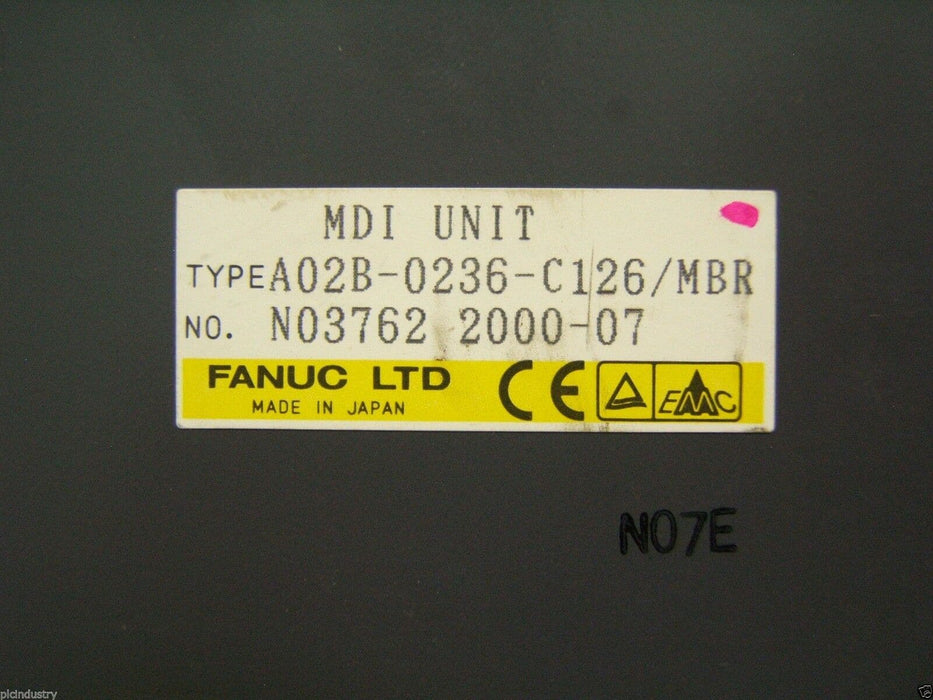 MDI UNIT
TYPE A02B-0236-C126/MBR
NO. N03762 2000-07
FANUC LTD
MADE IN JAPAN
CE
EMC
N07E
plcindustry